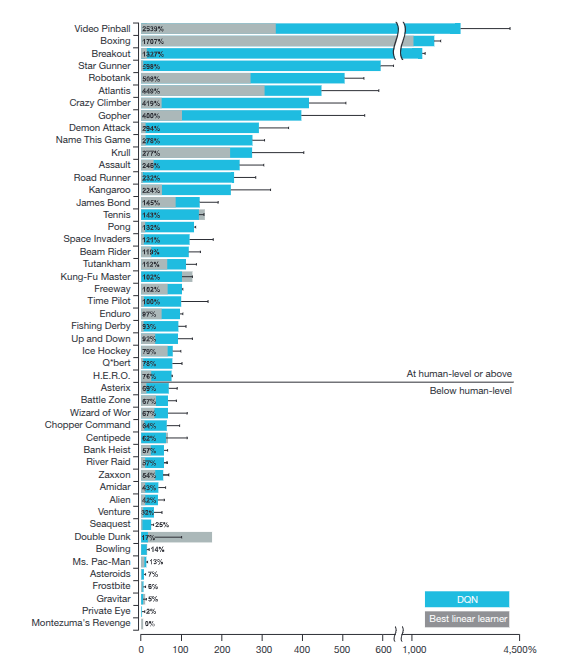 Video Pinball 2539%
Boxing 1707%
Breakout 1327%
Star Gunner 598%
Robotank 508%
Atlantis 449%
Crazy Climber 419%
Gopher 400%
Demon Attack 294%
Name This Game 278%
Krull 277%
Assault 246%
Road Runner 232%
Kangaroo 224%
James Bond 145%
Tennis 143%
Pong 132%
Space Invaders 121%
Beam Rider 119%
Tutankham 112%
Kung-Fu Master 102%
Freeway 102%
Time Pilot 100%
Enduro 97%
Fishing Derby 93%
Up and Down 92%
Ice Hockey 79%
Q*bert 78%
H.E.R.O. 76%
At human-level or above
Asterix 69%
Below human-level
Battle Zone 67%
Wizard of Wor 67%
Chopper Command 64%
Centipede 62%
Bank Heist 57%
River Raid 57%
Zaxxon 54%
Amidar 43%
Alien 42%
Venture 32%
Seaquest 25%
Double Dunk 17%
Bowling 14%
Ms. Pac-Man 13%
Asteroids 7%
Frostbite 6%
Gravitar 5%
Private Eye 2%
Montezuma's Revenge 0%
DQN
Best linear learner
0 100 200 300 400 500 600 1,000 4,500%